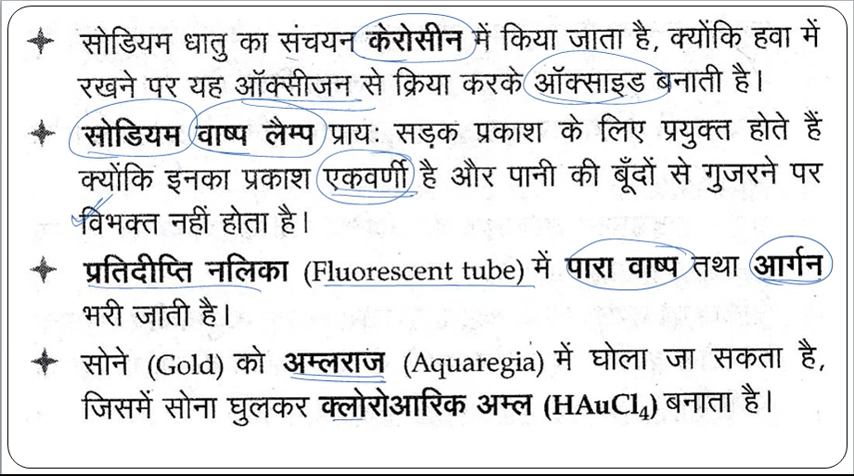 ✦ सोडियम धातु का संचयन केरोसीन में किया जाता है, क्योंकि हवा में
रखने पर यह ऑक्सीजन से क्रिया करके ऑक्साइड बनाती है।
✦ सोडियम वाष्प लैम्प प्रायः सड़क प्रकाश के लिए प्रयुक्त होते हैं
क्योंकि इनका प्रकाश एकवर्णी है और पानी की बूँदों से गुजरने पर
विभक्त नहीं होता है।
✦ प्रतिदीप्ति नलिका (Fluorescent tube) में पारा वाष्प तथा आर्गन
भरी जाती है।
✦ सोने (Gold) को अम्लराज (Aquaregia) में घोला जा सकता है,
जिसमें सोना घुलकर क्लोरोआरिक अम्ल (HAuCl₄) बनाता है।